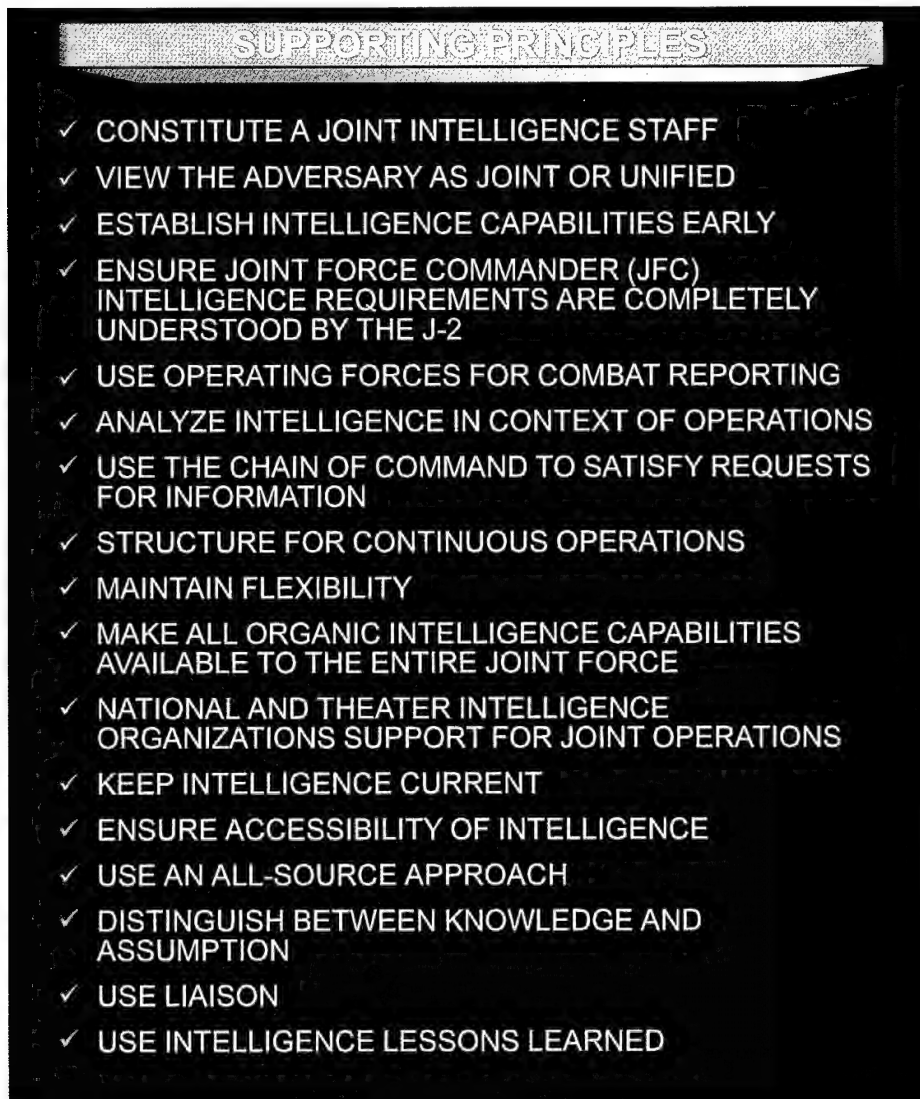 SUPPORTING PRINCIPLES
✓ CONSTITUTE A JOINT INTELLIGENCE STAFF
✓ VIEW THE ADVERSARY AS JOINT OR UNIFIED
✓ ESTABLISH INTELLIGENCE CAPABILITIES EARLY
✓ ENSURE JOINT FORCE COMMANDER (JFC)
INTELLIGENCE REQUIREMENTS ARE COMPLETELY
UNDERSTOOD BY THE J-2
✓ USE OPERATING FORCES FOR COMBAT REPORTING
✓ ANALYZE INTELLIGENCE IN CONTEXT OF OPERATIONS
✓ USE THE CHAIN OF COMMAND TO SATISFY REQUESTS
FOR INFORMATION
✓ STRUCTURE FOR CONTINUOUS OPERATIONS
✓ MAINTAIN FLEXIBILITY
✓ MAKE ALL ORGANIC INTELLIGENCE CAPABILITIES
AVAILABLE TO THE ENTIRE JOINT FORCE
✓ NATIONAL AND THEATER INTELLIGENCE
ORGANIZATIONS SUPPORT FOR JOINT OPERATIONS
✓ KEEP INTELLIGENCE CURRENT
✓ ENSURE ACCESSIBILITY OF INTELLIGENCE
✓ USE AN ALL-SOURCE APPROACH
✓ DISTINGUISH BETWEEN KNOWLEDGE AND
ASSUMPTION
✓ USE LIAISON
✓ USE INTELLIGENCE LESSONS LEARNED